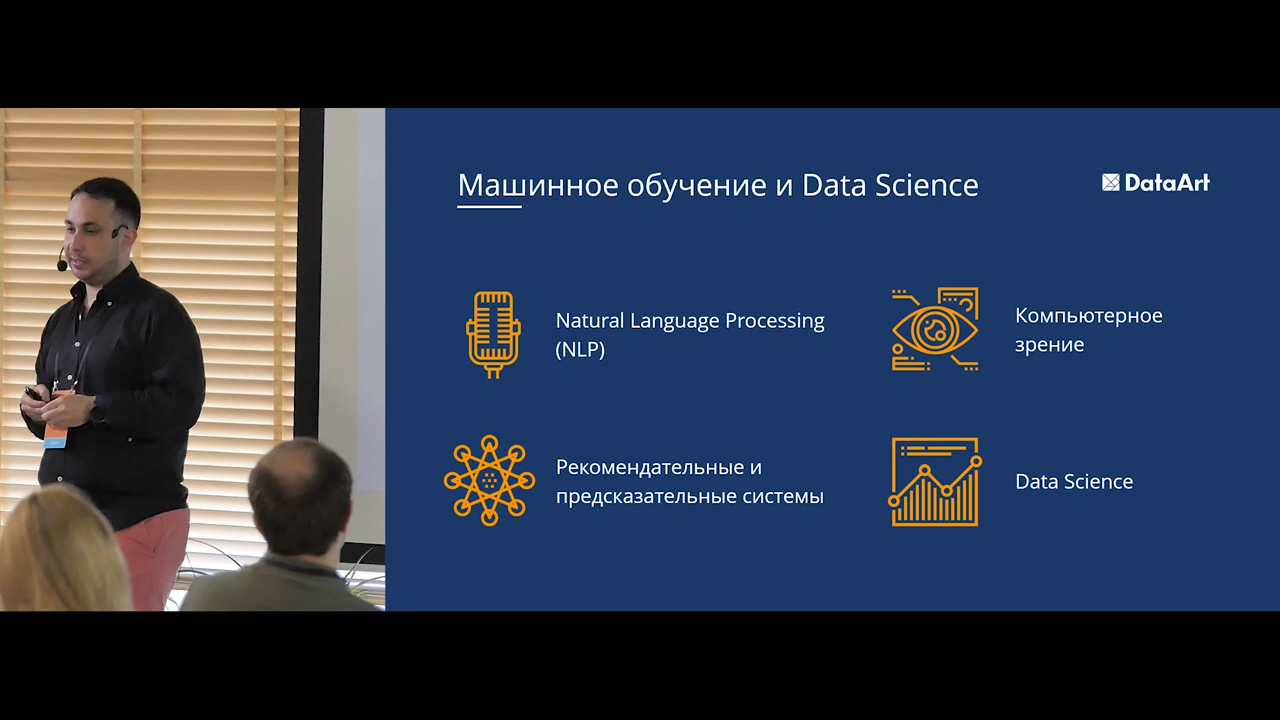 Машинное обучение и Data Science
DataArt
Natural Language Processing
(NLP)
Компьютерное
зрение
Рекомендательные и
предсказательные системы
Data Science